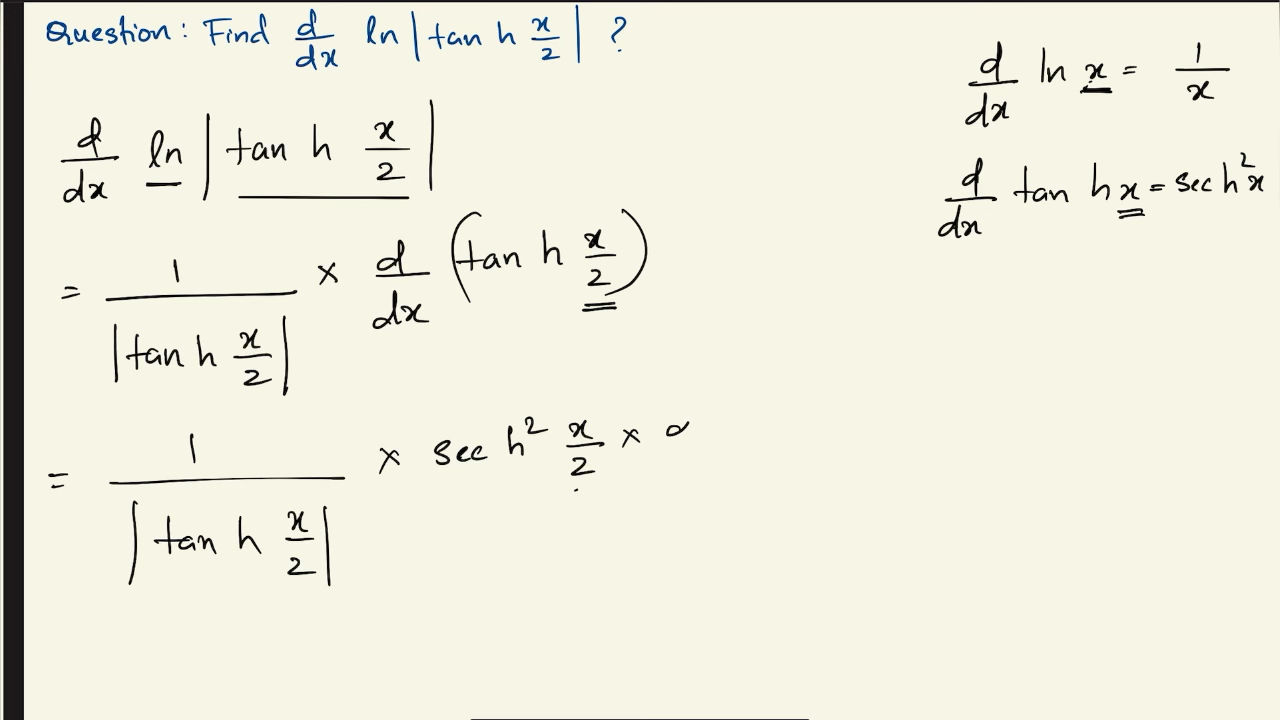 Question: Find d/dx ln |tan h x/2| ?
d/dx ln |tan h x/2|
= 1/|tan h x/2| × d/dx (tan h x/2)
= 1/|tan h x/2| × sec h² x/2 ×
d/dx ln x = 1/x
d/dx tan h x = sec h² x